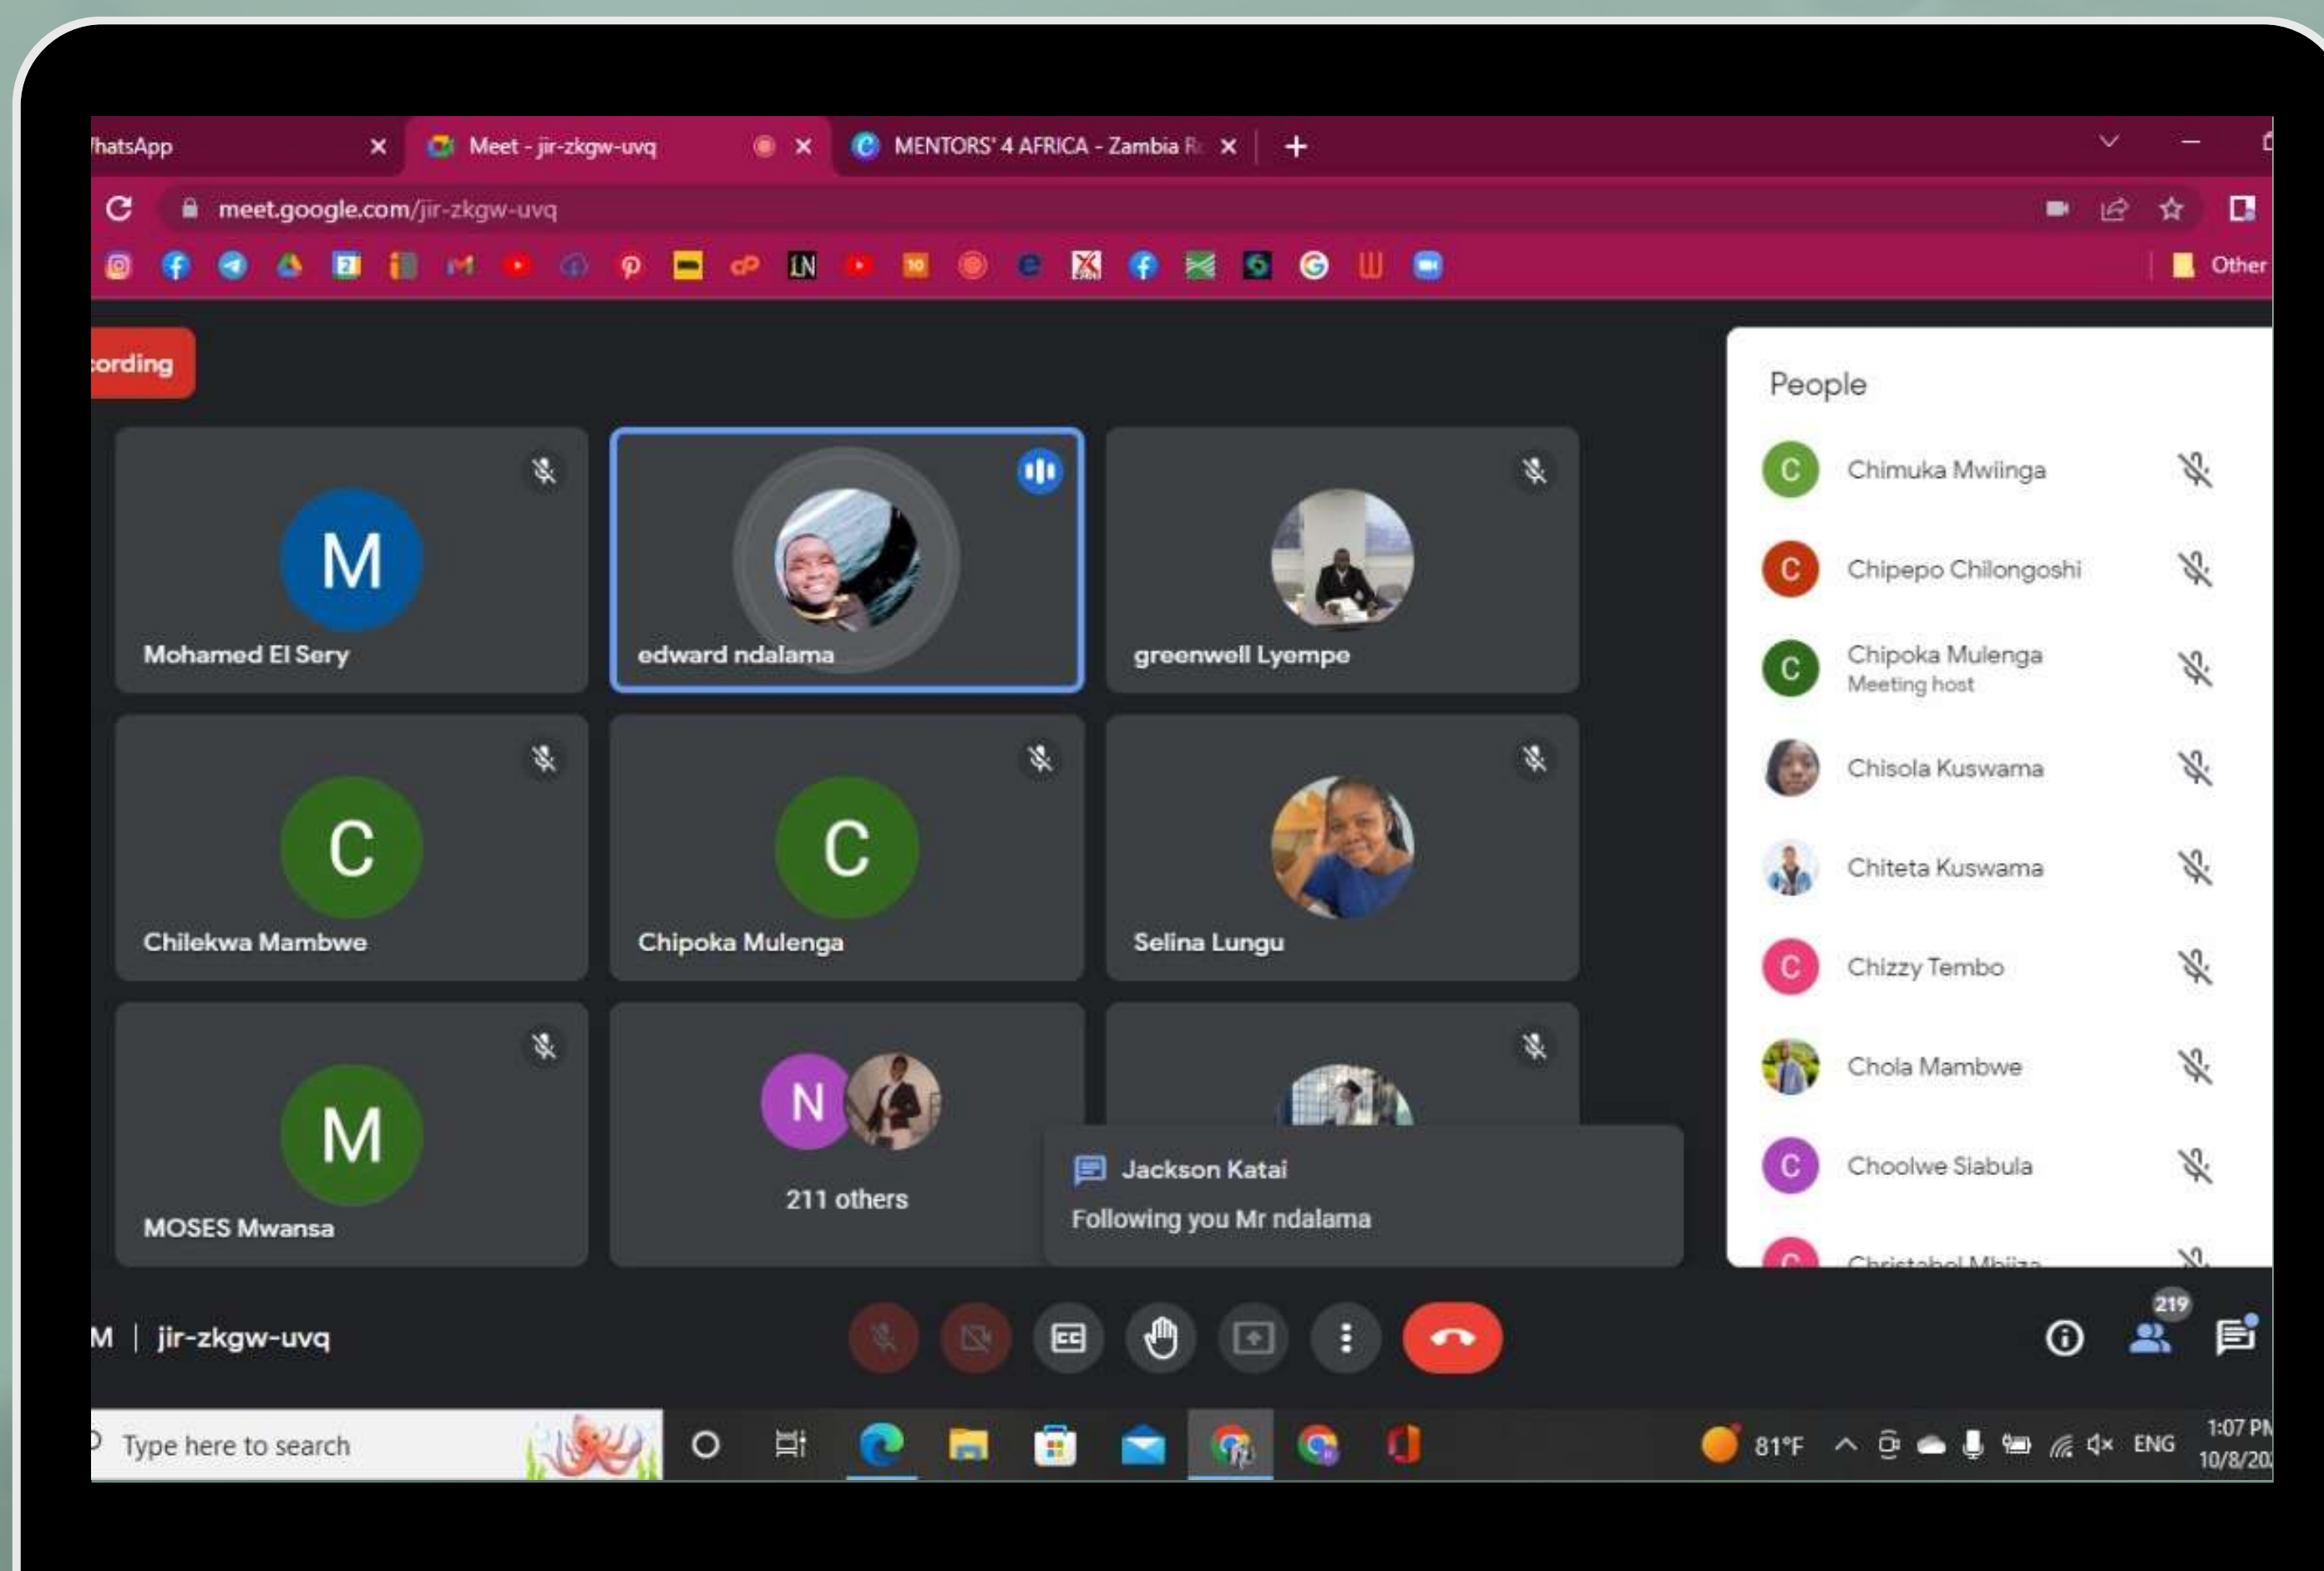 WhatsApp
Meet - jir-zkgw-uvq
MENTORS' 4 AFRICA - Zambia R
meet.google.com/jir-zkgw-uvq
Other
cording
People
Mohamed El Sery
edward ndalama
greenwell Lyempe
M
C Chimuka Mwiinga
C Chipepo Chilongoshi
C Chipoka Mulenga
Meeting host
Chisola Kuswama
Chiteta Kuswama
C Chizzy Tembo
Chola Mambwe
C Choolwe Siabula
C
C
C
Chilekwa Mambwe
Chipoka Mulenga
Selina Lungu
M
N
MOSES Mwansa
211 others
Jackson Katai
Following you Mr ndalama
M | jir-zkgw-uvq
CC
219
Type here to search
81°F
ENG
1:07 PM
10/8/20